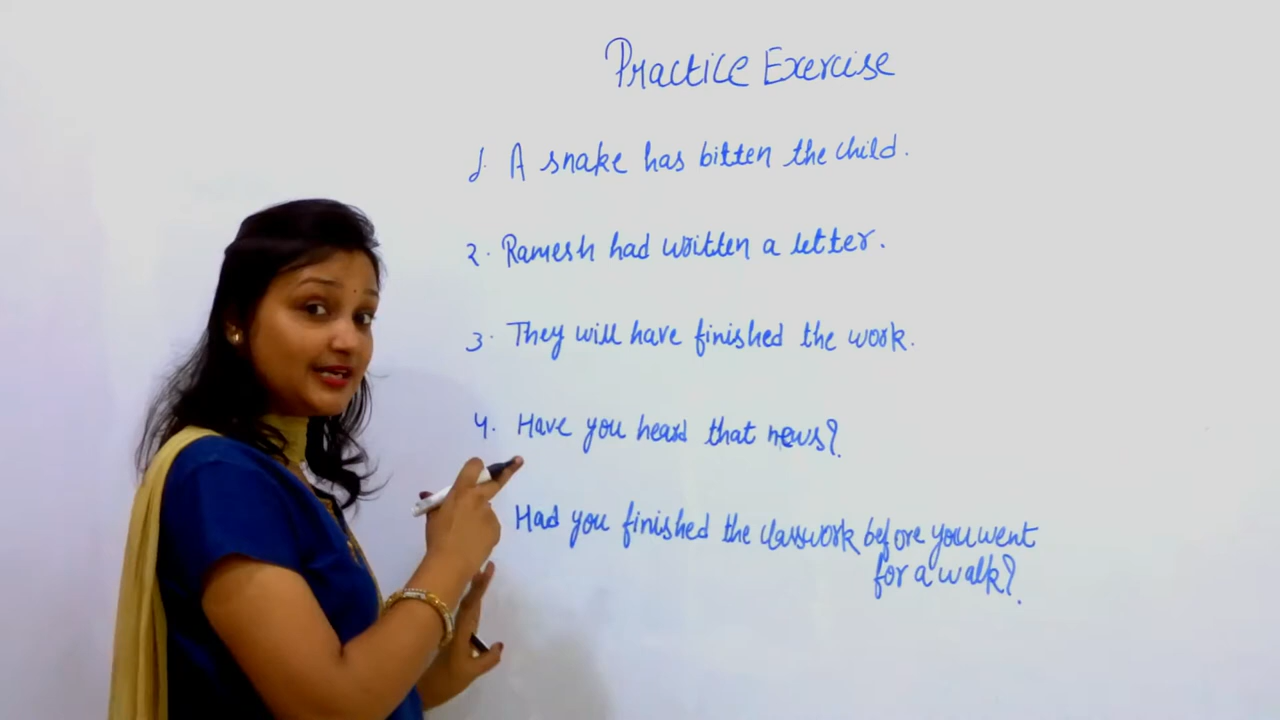 Practice Exercise
1. A snake has bitten the child.
2. Ramesh had written a letter.
3. They will have finished the work.
4. Have you heard that news?
Had you finished the classwork before you went
for a walk?